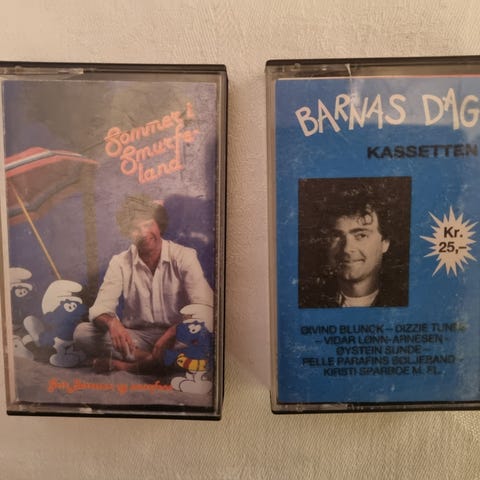 Sommer i
Smurfe-
land
BARNAS DAG
KASSETTEN
Kr.
25,-
ØIVIND BLUNCK – DIZZIE TUNES
– VIDAR LØNN-ARNESEN –
ØYSTEIN SUNDE –
PELLE PARAFINS BØLJEBAND –
KIRSTI SPARBOE M. FL.